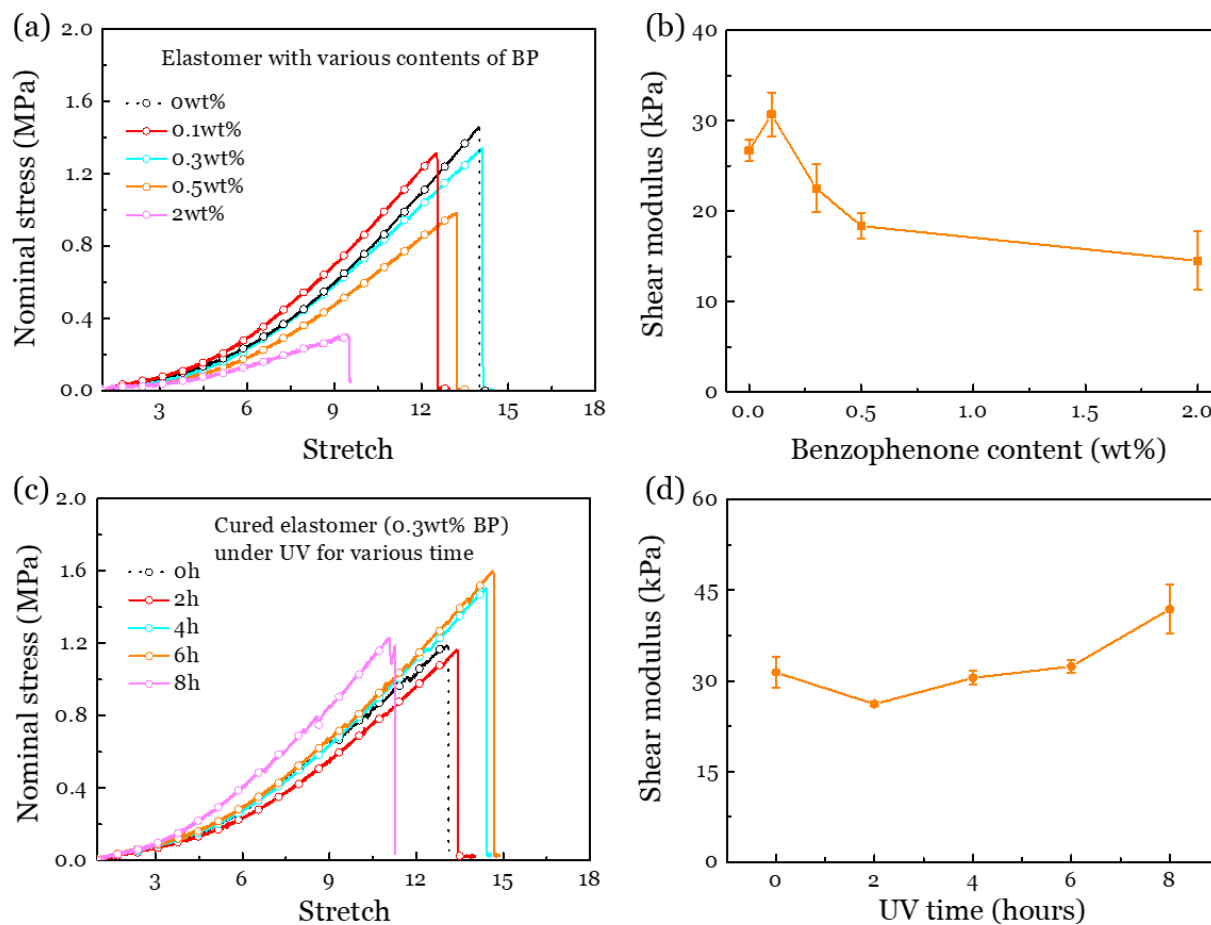 (a)
2.0
1.6
1.2
0.8
0.4
0.0
Nominal stress (MPa)
Elastomer with various contents of BP
0wt%
0.1wt%
0.3wt%
0.5wt%
2wt%
3 6 9 12 15 18
Stretch
(b)
40
30
20
10
0
Shear modulus (kPa)
0.0 0.5 1.0 1.5 2.0
Benzophenone content (wt%)
(c)
2.0
1.6
1.2
0.8
0.4
0.0
Nominal stress (MPa)
Cured elastomer (0.3wt% BP)
under UV for various time
0h
2h
4h
6h
8h
3 6 9 12 15 18
Stretch
(d)
60
45
30
15
0
Shear modulus (kPa)
0 2 4 6 8
UV time (hours)